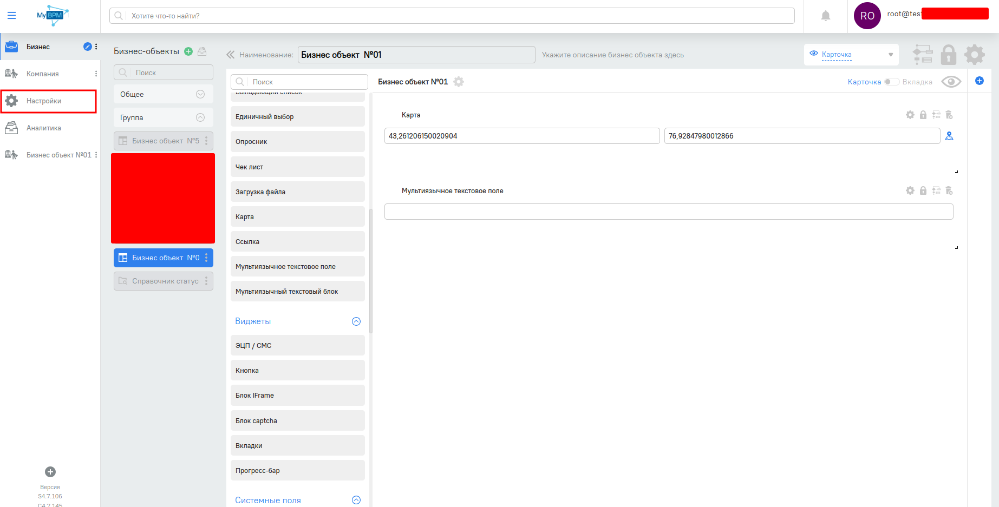 My BPM
Хотите что-то найти?
RO
root@tes
Бизнес
Компания
Настройки
Аналитика
Бизнес объект №01
Версия
S4.7.106
C4.7.145
Бизнес-объекты
Поиск
Общее
Группа
Бизнес объект №5
Бизнес объект №0
Справочник статус
Наименование:
Бизнес объект №01
Укажите описание бизнес объекта здесь
Карточка
Поиск
Выпадающий список
Единичный выбор
Опросник
Чек лист
Загрузка файла
Карта
Ссылка
Мультиязычное текстовое поле
Мультиязычный текстовый блок
Виджеты
ЭЦП / СМС
Кнопка
Блок IFrame
Блок captcha
Вкладки
Прогресс-бар
Системные поля
Бизнес объект №01
Карточка
Вкладка
Карта
43,261206150020904
76,92847980012866
Мультиязычное текстовое поле